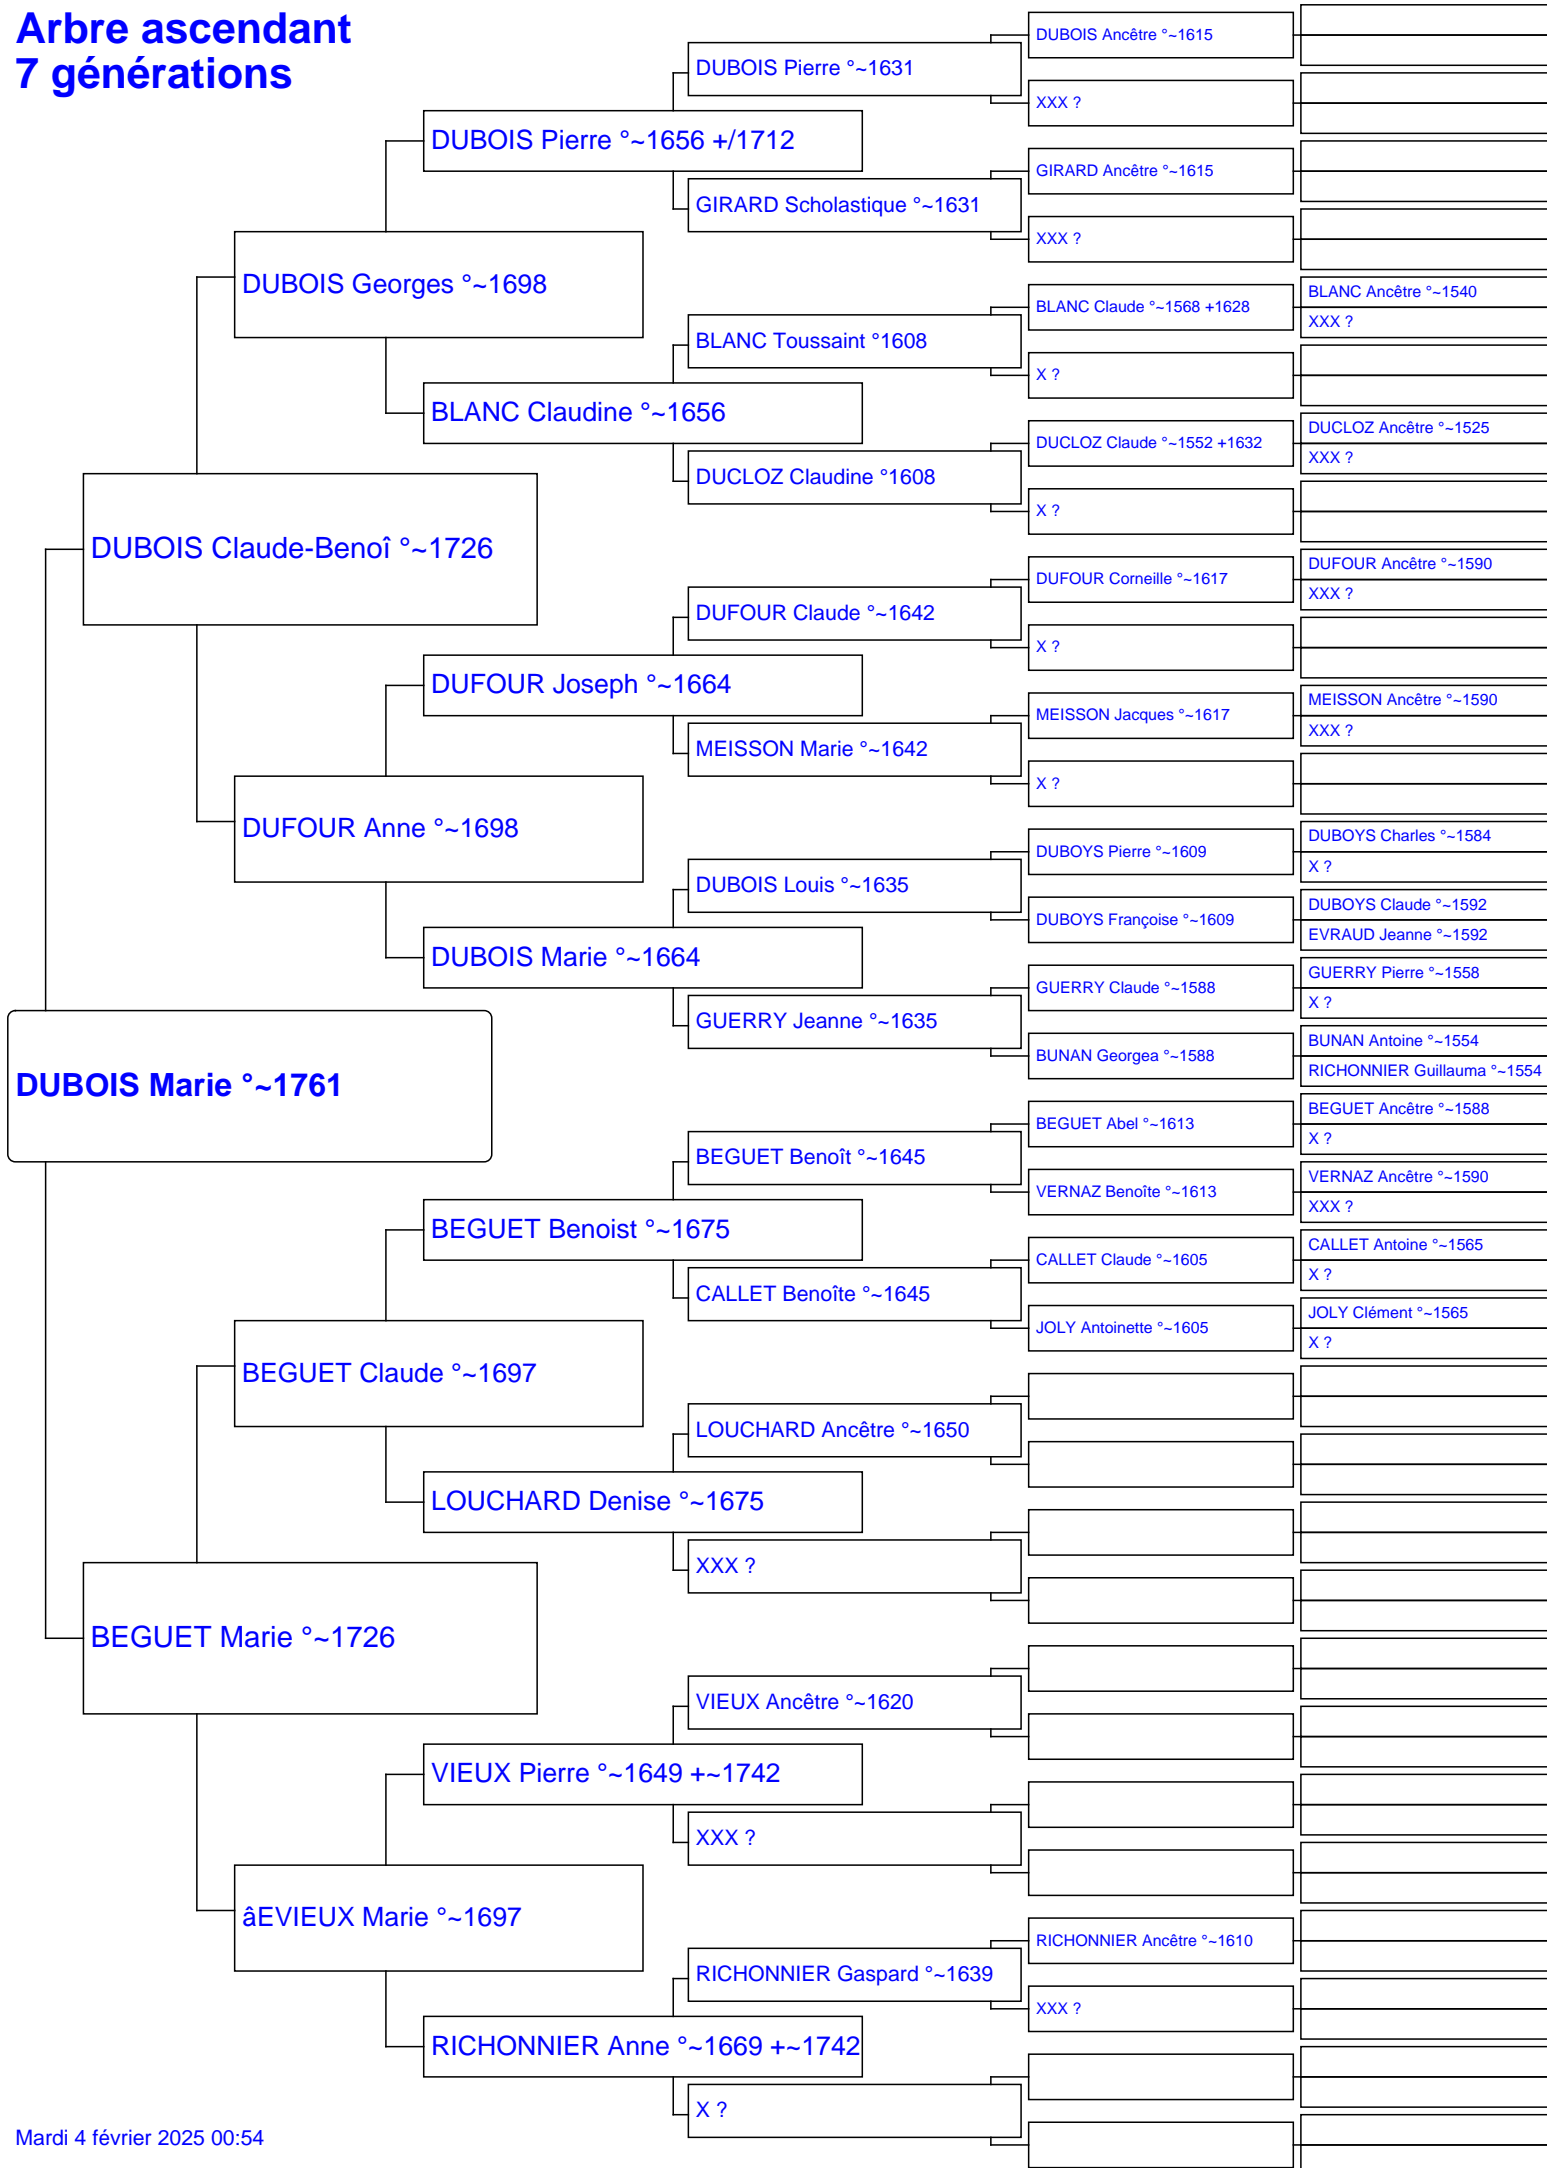 Arbre ascendant
7 générations
DUBOIS Marie °~1761
DUBOIS Claude-Benoî °~1726
BEGUET Marie °~1726
DUBOIS Georges °~1698
DUFOUR Anne °~1698
BEGUET Claude °~1697
âEVIEUX Marie °~1697
DUBOIS Pierre °~1656 +/1712
BLANC Claudine °~1656
DUFOUR Joseph °~1664
DUBOIS Marie °~1664
BEGUET Benoist °~1675
LOUCHARD Denise °~1675
VIEUX Pierre °~1649 +~1742
RICHONNIER Anne °~1669 +~1742
DUBOIS Pierre °~1631
GIRARD Scholastique °~1631
BLANC Toussaint °1608
DUCLOZ Claudine °1608
DUFOUR Claude °~1642
MEISSON Marie °~1642
DUBOIS Louis °~1635
GUERRY Jeanne °~1635
BEGUET Benoît °~1645
CALLET Benoîte °~1645
LOUCHARD Ancêtre °~1650
XXX ?
VIEUX Ancêtre °~1620
XXX ?
RICHONNIER Gaspard °~1639
X ?
DUBOIS Ancêtre °~1615
XXX ?
GIRARD Ancêtre °~1615
XXX ?
BLANC Claude °~1568 +1628
X ?
DUCLOZ Claude °~1552 +1632
X ?
DUFOUR Corneille °~1617
X ?
MEISSON Jacques °~1617
X ?
DUBOYS Pierre °~1609
DUBOYS Françoise °~1609
GUERRY Claude °~1588
BUNAN Georgea °~1588
BEGUET Abel °~1613
VERNAZ Benoîte °~1613
CALLET Claude °~1605
JOLY Antoinette °~1605
RICHONNIER Ancêtre °~1610
XXX ?
BLANC Ancêtre °~1540
XXX ?
DUCLOZ Ancêtre °~1525
XXX ?
DUFOUR Ancêtre °~1590
XXX ?
MEISSON Ancêtre °~1590
XXX ?
DUBOYS Charles °~1584
X ?
DUBOYS Claude °~1592
EVRAUD Jeanne °~1592
GUERRY Pierre °~1558
X ?
BUNAN Antoine °~1554
RICHONNIER Guillauma °~1554
BEGUET Ancêtre °~1588
X ?
VERNAZ Ancêtre °~1590
XXX ?
CALLET Antoine °~1565
X ?
JOLY Clément °~1565
X ?
Mardi 4 février 2025 00:54